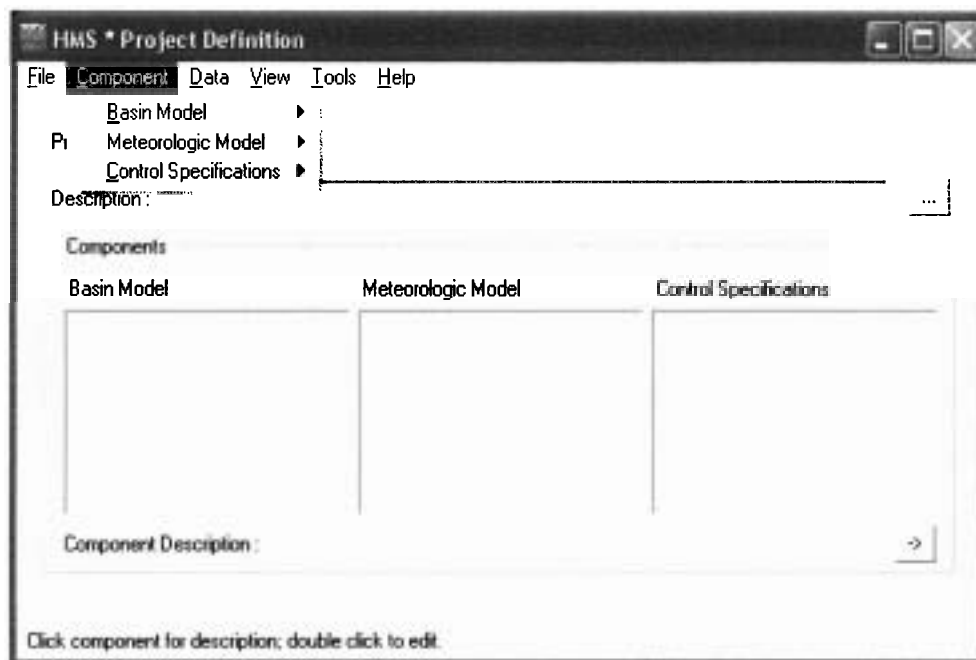 HMS * Project Definition
File Component Data View Tools Help
Basin Model
Meteorologic Model
Control Specifications
Description :
...
Components
Basin Model Meteorologic Model Control Specifications
Component Description :
->
Click component for description; double click to edit.